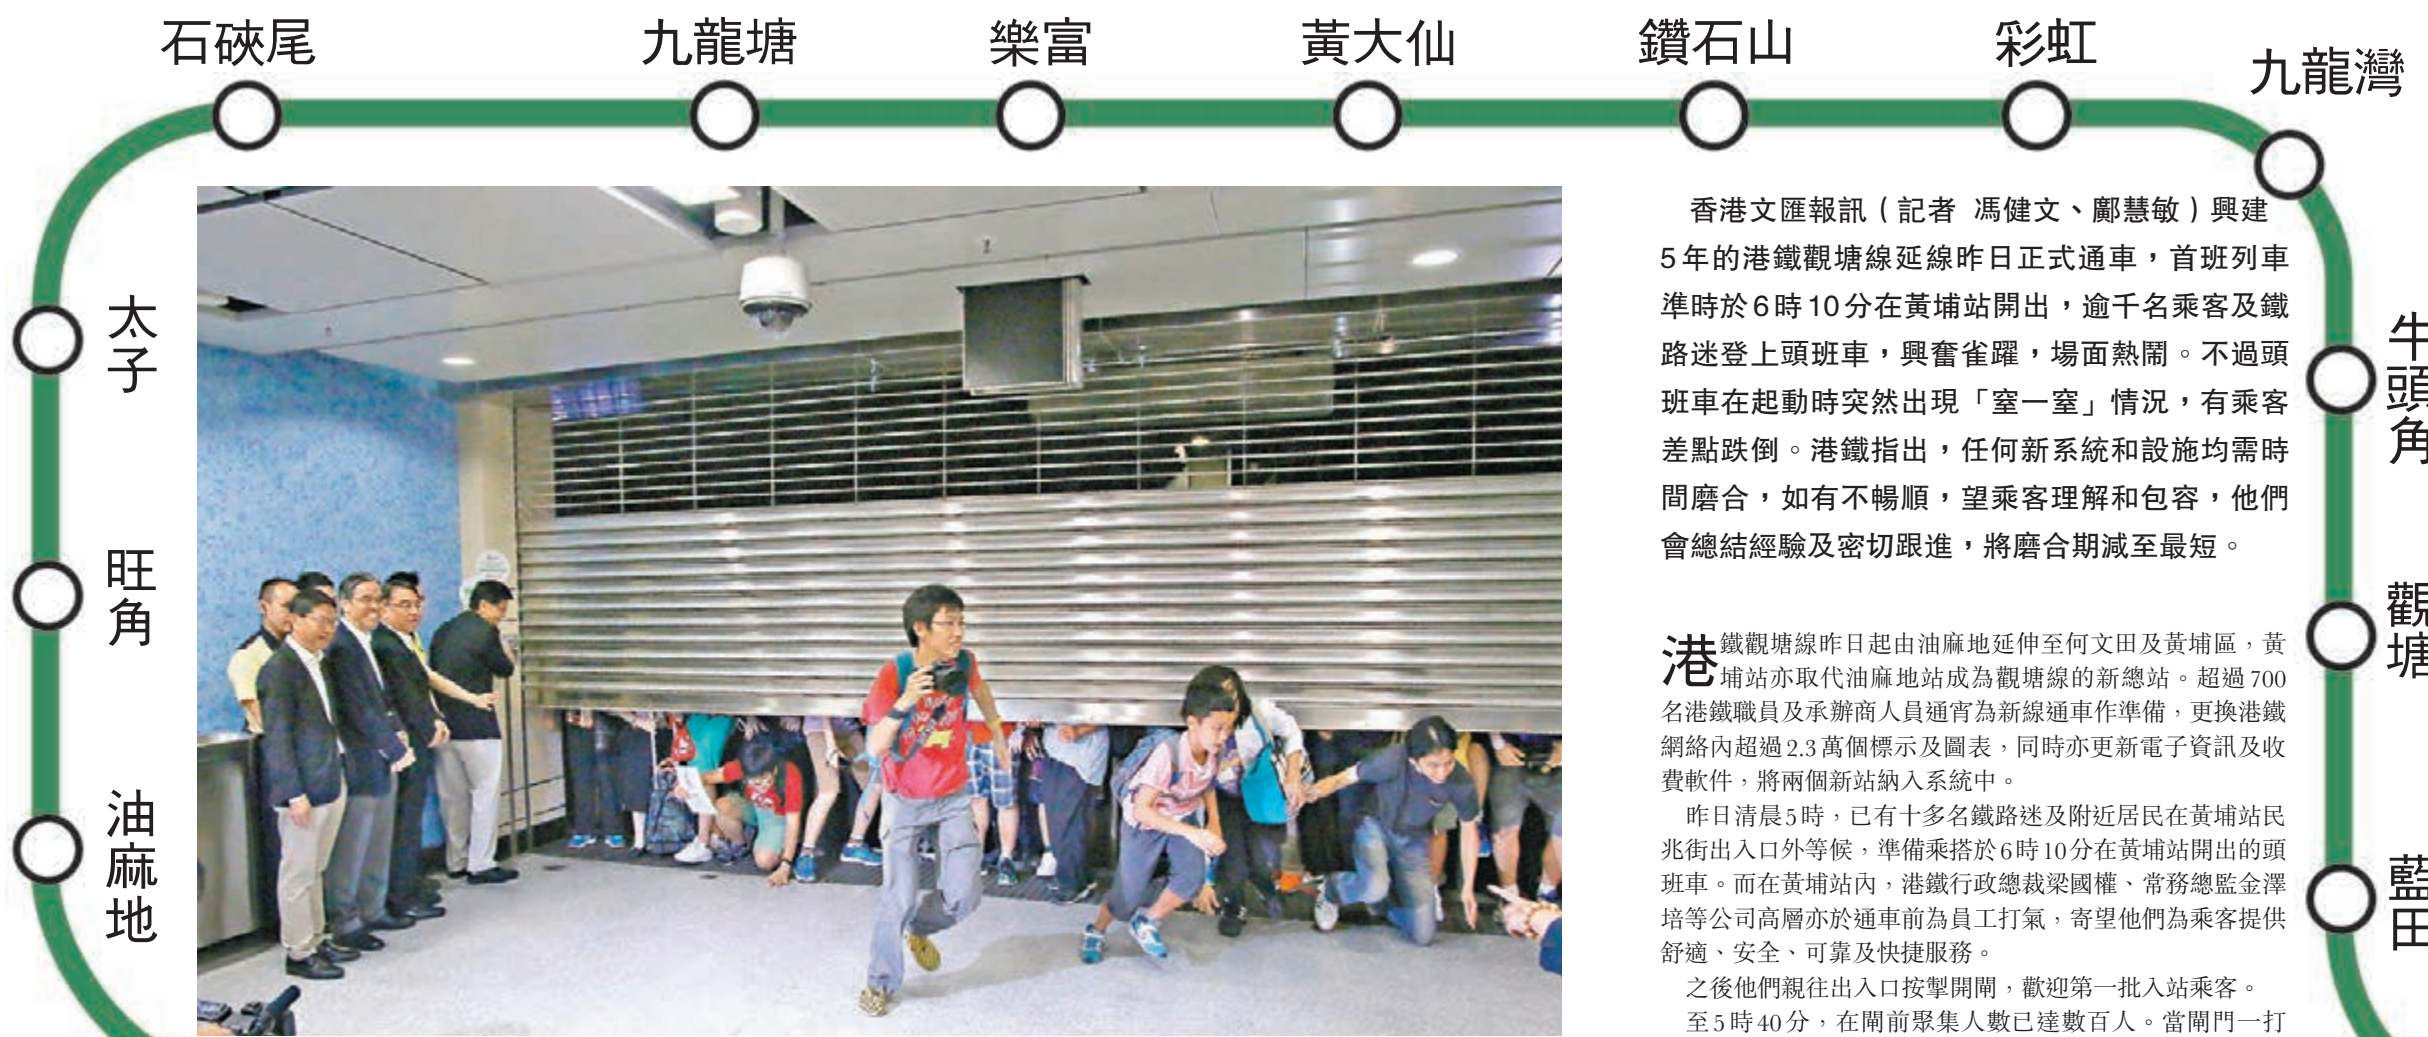 石硤尾
九龍塘
樂富
黃大仙
鑽石山
彩虹
九龍灣
太子
旺角
油麻地
香港文匯報訊（記者 馮健文、鄺慧敏）興建
5年的港鐵觀塘線延線昨日正式通車，首班列車
準時於6時10分在黃埔站開出，逾千名乘客及鐵
路迷登上頭班車，興奮雀躍，場面熱鬧。不過頭
班車在起動時突然出現「窒一窒」情況，有乘客
差點跌倒。港鐵指出，任何新系統和設施均需時
間磨合，如有不暢順，望乘客理解和包容，他們
會總結經驗及密切跟進，將磨合期減至最短。
港鐵觀塘線昨日起由油麻地延伸至何文田及黃埔區，黃
埔站亦取代油麻地站成為觀塘線的新總站。超過700
名港鐵職員及承辦商人員通宵為新線通車作準備，更換港鐵
網絡內超過2.3萬個標示及圖表，同時亦更新電子資訊及收
費軟件，將兩個新站納入系統中。
昨日清晨5時，已有十多名鐵路迷及附近居民在黃埔站民
兆街出入口外等候，準備乘搭於6時10分在黃埔站開出的頭
班車。而在黃埔站內，港鐵行政總裁梁國權、常務總監金澤
培等公司高層亦於通車前為員工打氣，寄望他們為乘客提供
舒適、安全、可靠及快捷服務。
之後他們親往出入口按掣開閘，歡迎第一批入站乘客。
至5時40分，在閘前聚集人數已達數百人。當閘門一打
牛頭角
觀塘
藍田